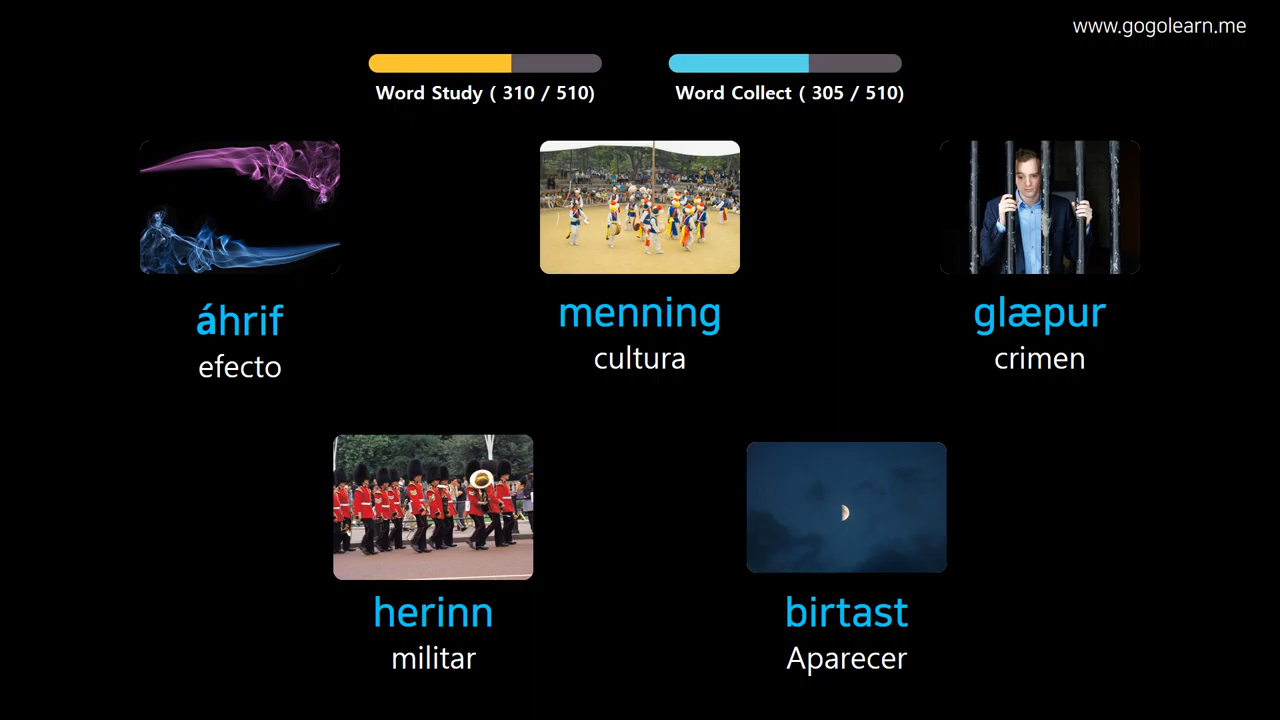 www.gogolearn.me
Word Study ( 310 / 510)
Word Collect ( 305 / 510)
áhrif
efecto
menning
cultura
glæpur
crimen
herinn
militar
birtast
Aparecer